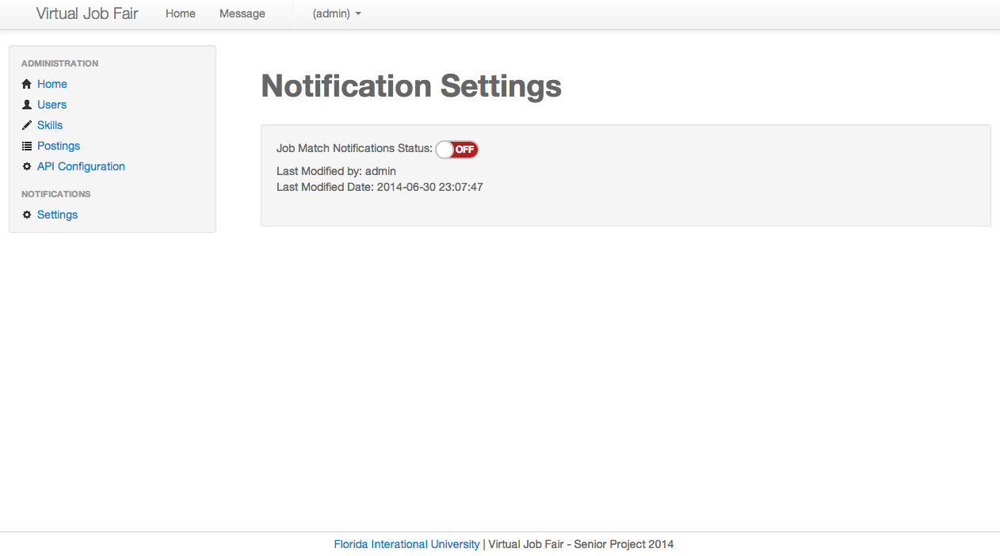 Virtual Job Fair Home Message (admin)
ADMINISTRATION
Home
Users
Skills
Postings
API Configuration
NOTIFICATIONS
Settings
Notification Settings
Job Match Notifications Status: OFF
Last Modified by: admin
Last Modified Date: 2014-06-30 23:07:47
Florida Interational University | Virtual Job Fair - Senior Project 2014